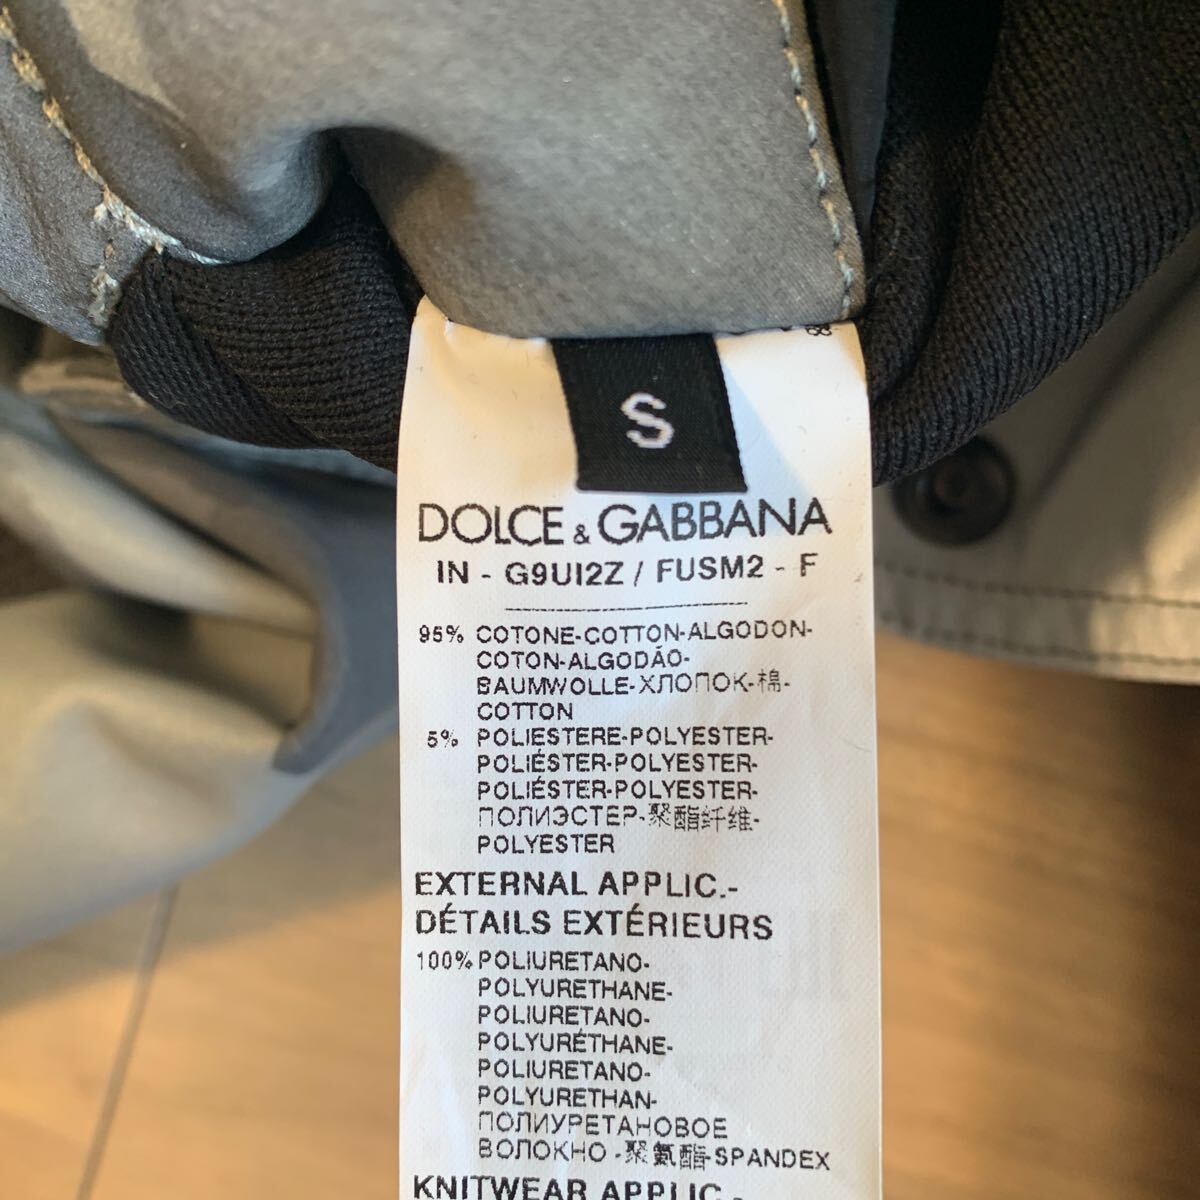 S
DOLCE & GABBANA
IN - G9UI2Z / FUSM2 - F
95% COTONE-COTTON-ALGODON-
COTON-ALGODÃO-
BAUMWOLLE-ХЛОПОК-棉-
COTTON
5% POLIESTERE-POLYESTER-
POLIÉSTER-POLYESTER-
POLIÉSTER-POLYESTER-
ПОЛИЭСТЕР-聚酯纤维-
POLYESTER
EXTERNAL APPLIC.-
DÉTAILS EXTÉRIEURS
100% POLIURETANO-
POLYURETHANE-
POLIURETANO-
POLYURÉTHANE-
POLIURETANO-
POLYURETHAN-
ПОЛИУРЕТАНОВОЕ
ВОЛОКНО -聚氨酯-SPANDEX
KNITWEAR APPLIC.-